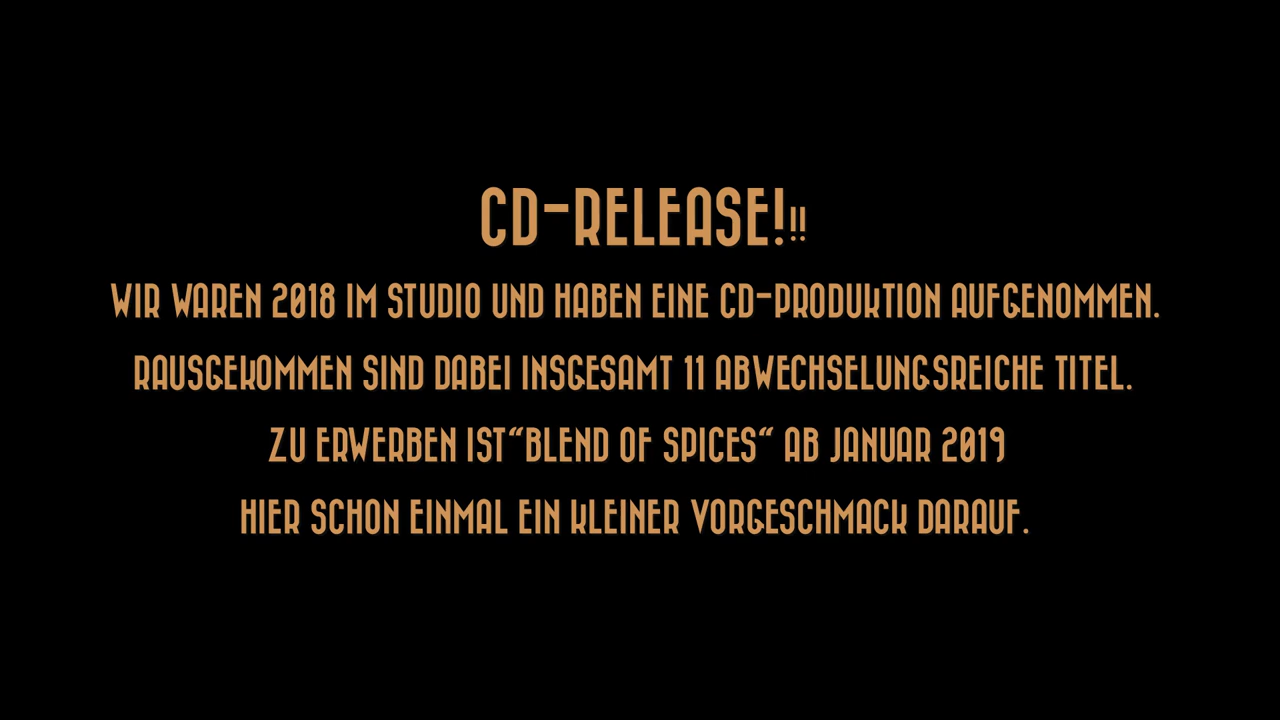 CD-RELEASE!!!
WIR WAREN 2018 IM STUDIO UND HABEN EINE CD-PRODUKTION AUFGENOMMEN.
RAUSGEKOMMEN SIND DABEI INSGESAMT 11 ABWECHSELUNGSREICHE TITEL.
ZU ERWERBEN IST“BLEND OF SPICES“ AB JANUAR 2019
HIER SCHON EINMAL EIN KLEINER VORGESCHMACK DARAUF.